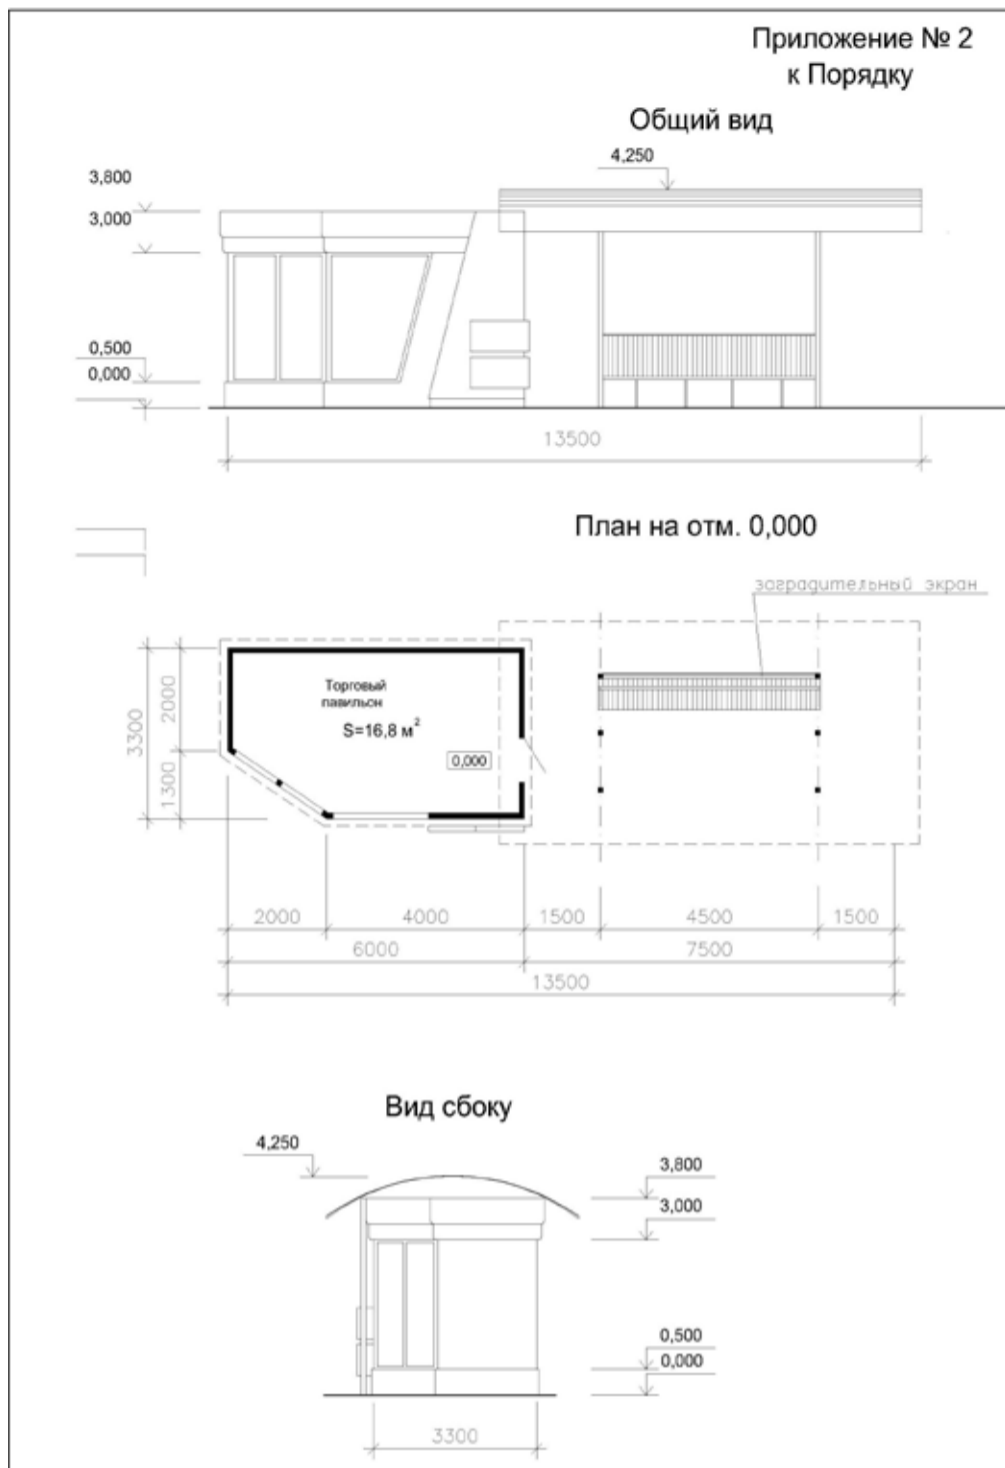 Приложение № 2
к Порядку
Общий вид
4,250
3,800
3,000
0,500
0,000
13500
План на отм. 0,000
заградительный экран
Торговый
павильон
S=16,8 м²
0,000
3300
2000
1300
2000 4000 1500 4500 1500
6000 7500
13500
Вид сбоку
4,250
3,800
3,000
0,500
0,000
3300